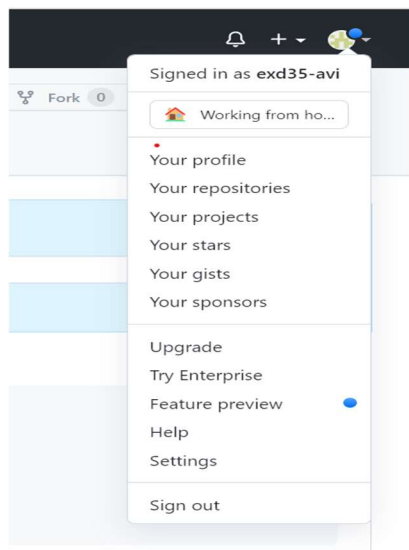 Signed in as exd35-avi
Fork 0
Working from ho...
Your profile
Your repositories
Your projects
Your stars
Your gists
Your sponsors
Upgrade
Try Enterprise
Feature preview
Help
Settings
Sign out